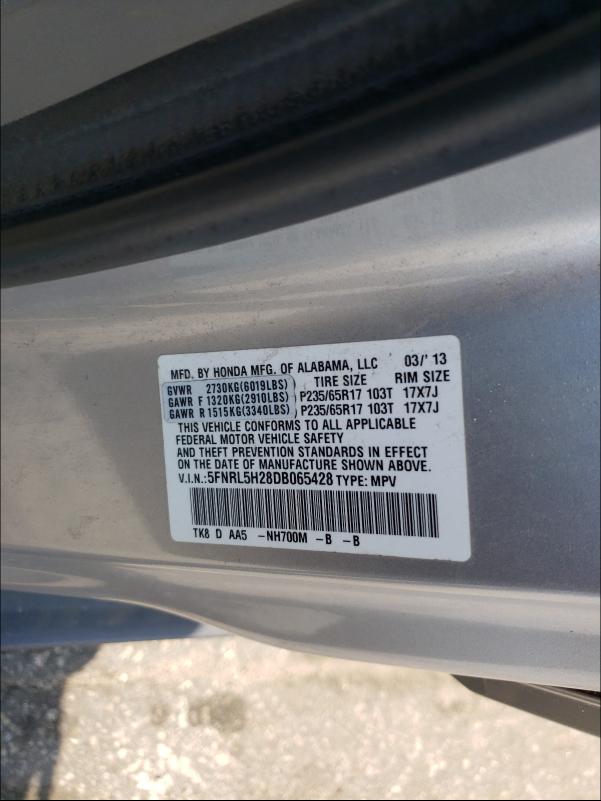 MFD. BY HONDA MFG. OF ALABAMA, LLC 03/'13
GVWR 2730KG(6019LBS) TIRE SIZE RIM SIZE
GAWR F 1320KG(2910LBS) P235/65R17 103T 17X7J
GAWR R 1515KG(3340LBS) P235/65R17 103T 17X7J
THIS VEHICLE CONFORMS TO ALL APPLICABLE
FEDERAL MOTOR VEHICLE SAFETY
AND THEFT PREVENTION STANDARDS IN EFFECT
ON THE DATE OF MANUFACTURE SHOWN ABOVE.
V.I.N.:5FNRL5H28DB065428 TYPE: MPV
TK8 D AA5 -NH700M -B -B